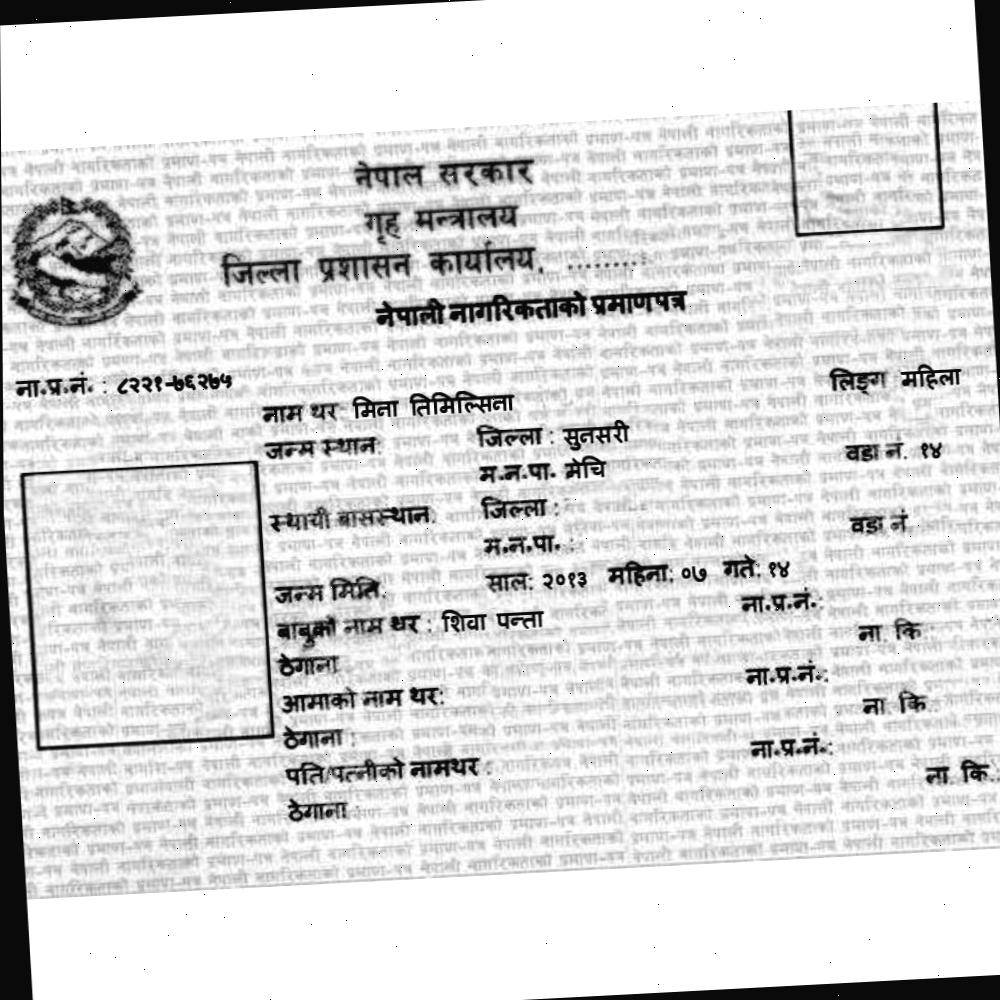 नेपाल सरकार
गृह मन्त्रालय
जिल्ला प्रशासन कार्यालय, .........
नेपाली नागरिकताको प्रमाणपत्र
ना.प्र.नं. : ८२२१-७६२७५
लिङ्ग महिला
नाम थर मिना तिमिल्सिना
जन्म स्थान: जिल्ला : सुनसरी
वडा नं. १४
म.न.पा. मेचि
स्थायी बासस्थान: जिल्ला :
वडा नं.
म.न.पा. :
जन्म मिति: साल: २०१३ महिना: ०७ गते: १४
बाबुको नाम थर : शिवा पन्ता ना.प्र.नं.:
ठेगाना ना. कि.:
आमाको नाम थर: ना.प्र.नं.:
ठेगाना : ना. कि.:
पति/पत्नीको नामथर : ना.प्र.नं.:
ठेगाना : ना. कि.: